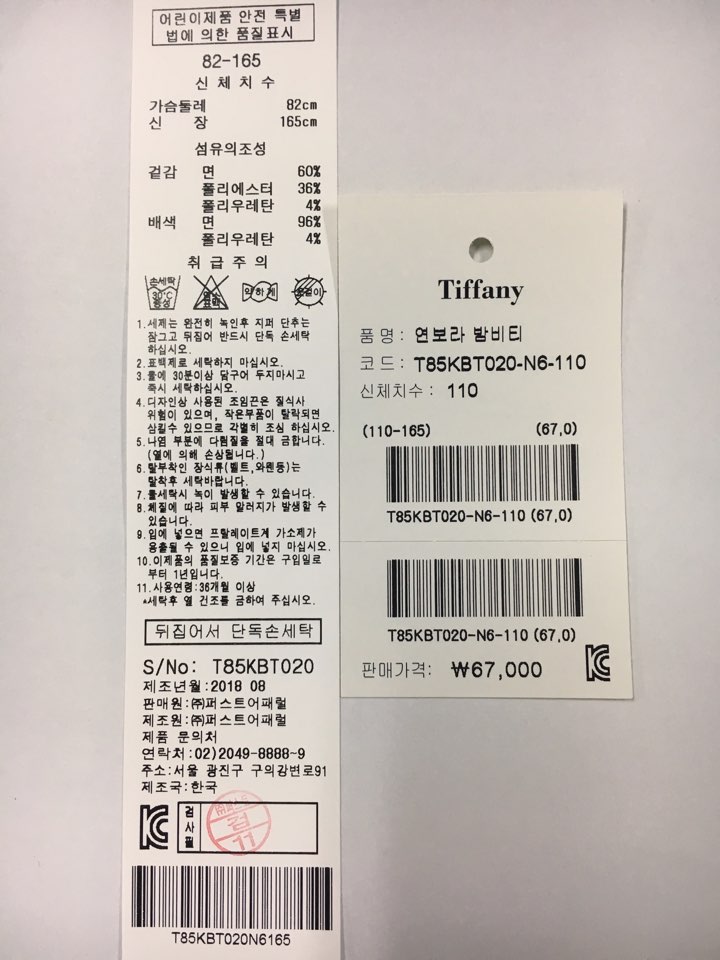 어린이제품 안전 특별
법에 의한 품질표시
82-165
신 체 치 수
가슴둘레 82cm
신 장 165cm
섬유의조성
겉감 면 60%
폴리에스터 36%
폴리우레탄 4%
배색 면 96%
폴리우레탄 4%
취 급 주 의
손세탁
30℃
중성
염소
표백
약하게
옷걸이
1.세제는 완전히 녹인후 지퍼 단추는
잠그고 뒤집어 반드시 단독 손세탁
하십시오.
2.표백제로 세탁하지 마십시오.
3.물에 30분이상 담구어 두지마시고
즉시 세탁하십시오.
4.디자인상 사용된 조임끈은 질식사
위험이 있으며, 작은부품이 탈락되면
삼킬수 있으므로 각별히 조심 하십시오.
5.나염 부분에 다림질을 절대 금합니다.
(열에 의해 손상됩니다.)
6.탈부착인 장식류(벨트,와펜등)는
탈착후 세탁바랍니다.
7.물세탁시 녹이 발생할 수 있습니다.
8.체질에 따라 피부 알러지가 발생할 수
있습니다.
9.입에 넣으면 프탈레이트계 가소제가
용출될 수 있으니 입에 넣지 마십시오.
10.이제품의 품질보증 기간은 구입일로
부터 1년입니다.
11.사용연령:36개월 이상
*세탁후 열 건조를 금하여 주십시오.
뒤집어서 단독손세탁
S/No: T85KBT020
제조년월:2018 08
판매원:㈜퍼스트어패럴
제조원:㈜퍼스트어패럴
제품 문의처
연락처:02)2049-8888~9
주소:서울 광진구 구의강변로91
제조국:한국
검
사
필
검
11
T85KBT020N6165
Tiffany
품 명: 연보라 밤비티
코 드: T85KBT020-N6-110
신체치수: 110
(110-165) (67,0)
T85KBT020-N6-110 (67,0)
T85KBT020-N6-110 (67,0)
판매가격: ₩67,000